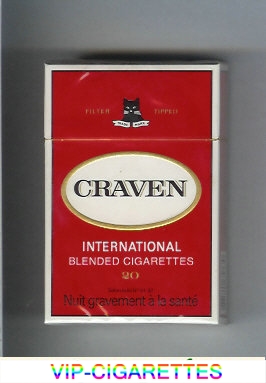 FILTER TIPPED
CRAVEN
INTERNATIONAL
BLENDED CIGARETTES
20
Nuit gravement à la santé
VIP-CIGARETTES